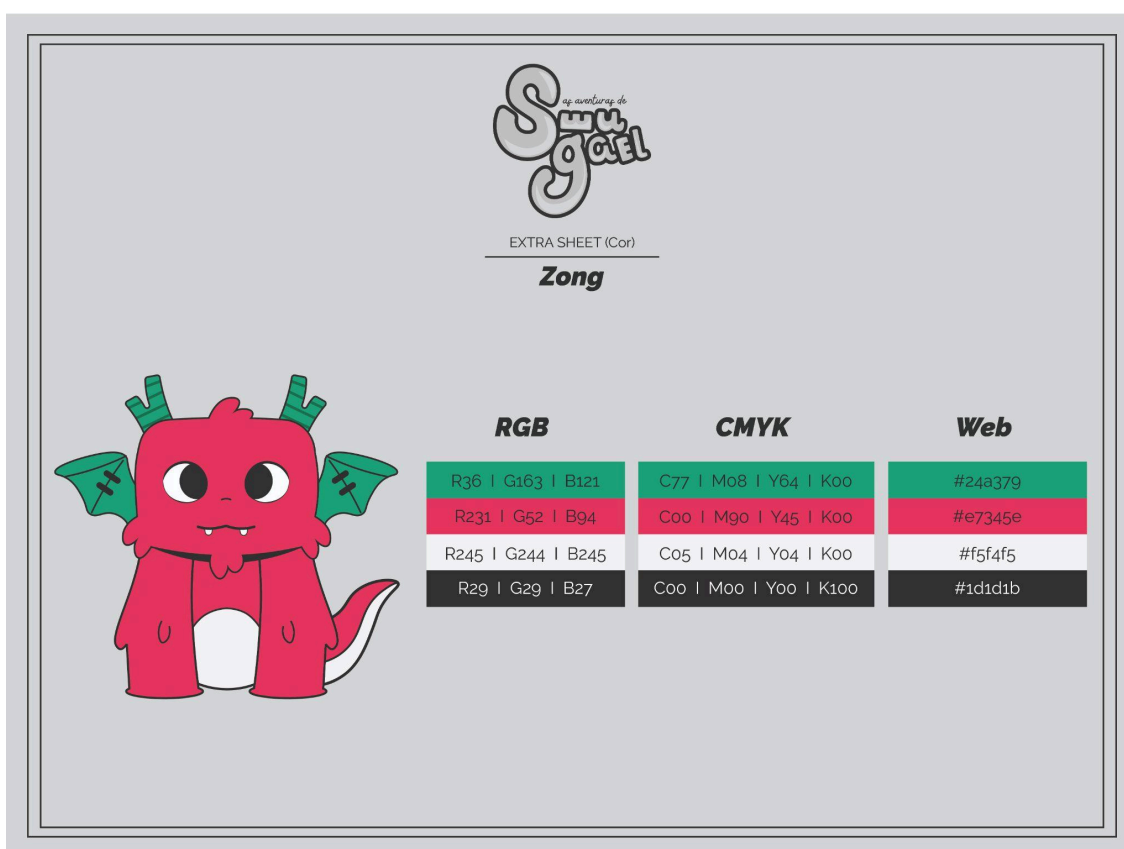 as aventuras de
Smu
gael
EXTRA SHEET (Cor)
Zong
RGB CMYK Web
R36 | G163 | B121 C77 | M08 | Y64 | K00 #24a379
R231 | G52 | B94 C00 | M90 | Y45 | K00 #e7345e
R245 | G244 | B245 C05 | M04 | Y04 | K00 #f5f4f5
R29 | G29 | B27 C00 | M00 | Y00 | K100 #1d1d1b